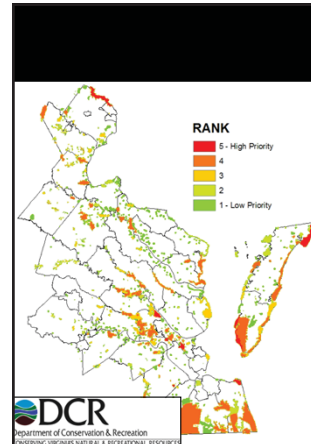 RANK
5 - High Priority
4
3
2
1 - Low Priority
DCR
Department of Conservation & Recreation
CONSERVING VIRGINIA'S NATURAL & RECREATIONAL RESOURCES